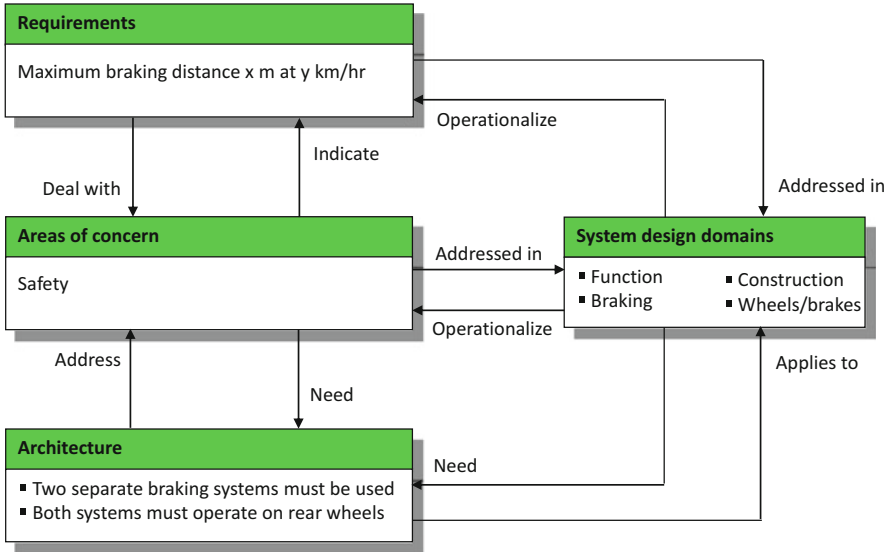 Requirements
Maximum braking distance x m at y km/hr
Operationalize
Indicate
Deal with
Addressed in
Areas of concern
Safety
Addressed in
Operationalize
System design domains
▪ Function
▪ Braking
▪ Construction
▪ Wheels/brakes
Address
Need
Applies to
Architecture
▪ Two separate braking systems must be used
▪ Both systems must operate on rear wheels
Need